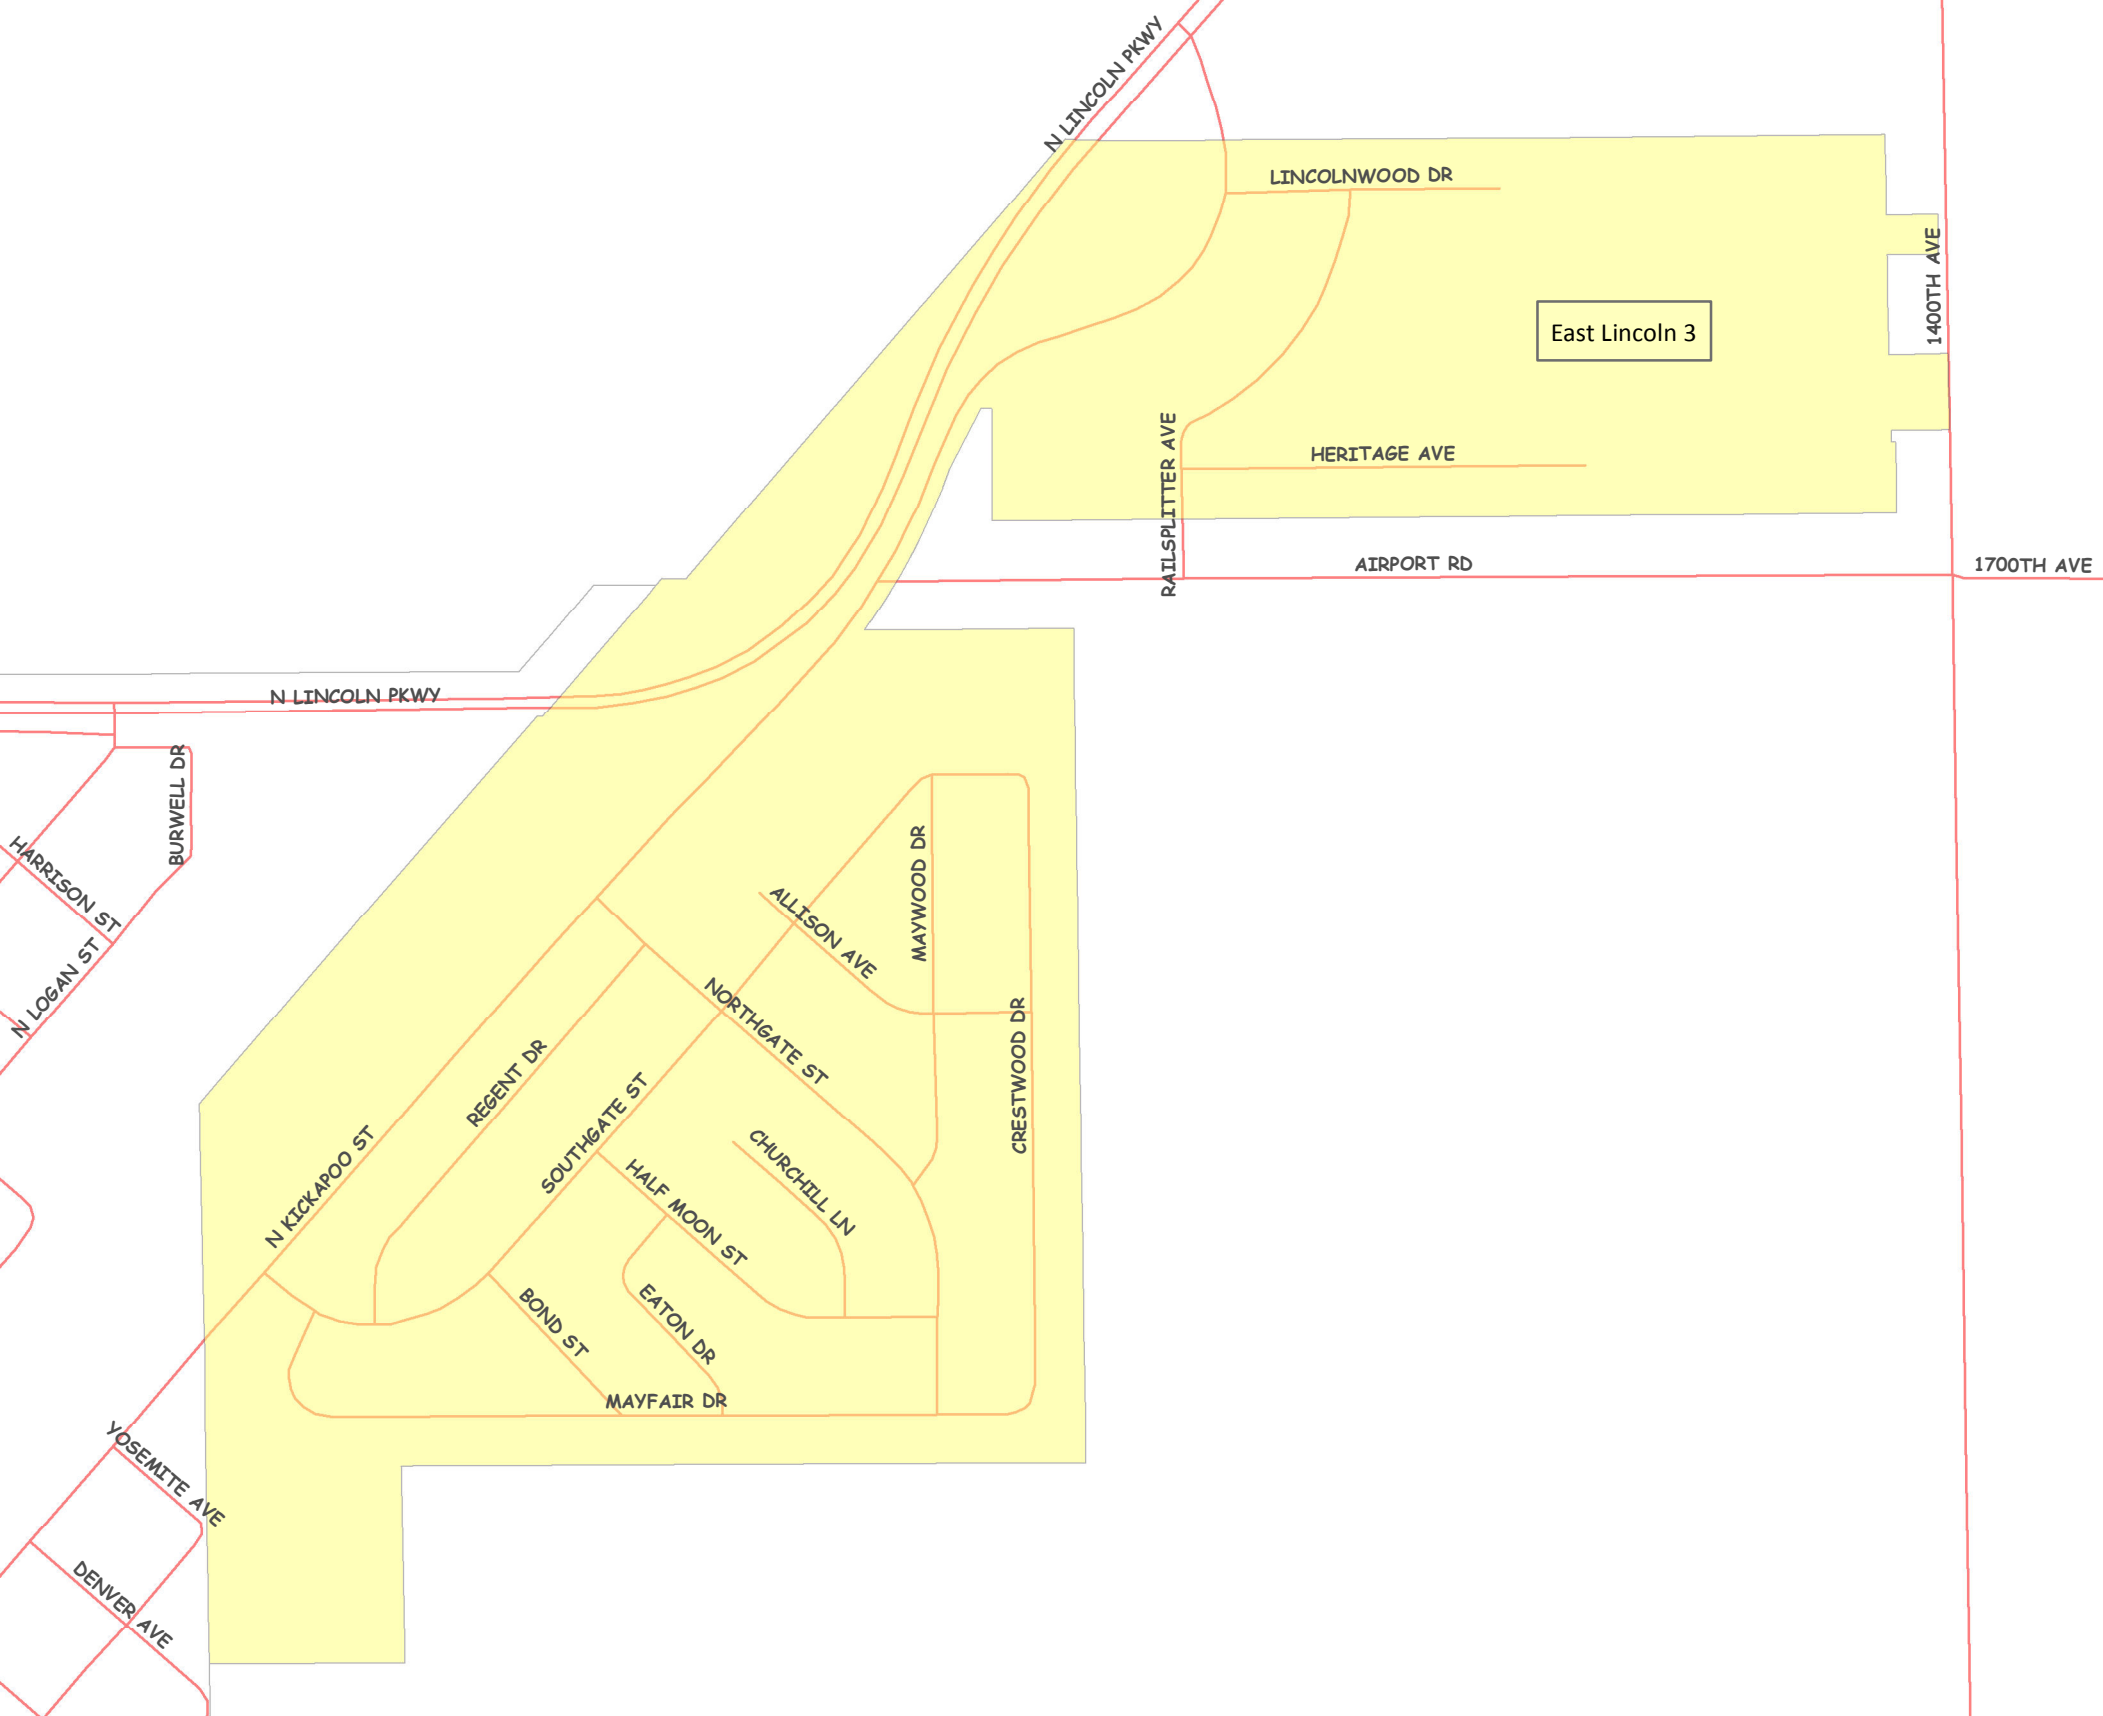 N LINCOLN PKWY
LINCOLNWOOD DR
1400TH AVE
East Lincoln 3
HERITAGE AVE
RAILSPLITTER AVE
AIRPORT RD
1700TH AVE
N LINCOLN PKWY
BURWELL DR
HARRISON ST
N LOGAN ST
MAYWOOD DR
ALLISON AVE
NORTHGATE ST
CRESTWOOD DR
REGENT DR
SOUTHGATE ST
N KICKAPOO ST
CHURCHILL LN
HALF MOON ST
EATON DR
BOND ST
MAYFAIR DR
YOSEMITE AVE
DENVER AVE